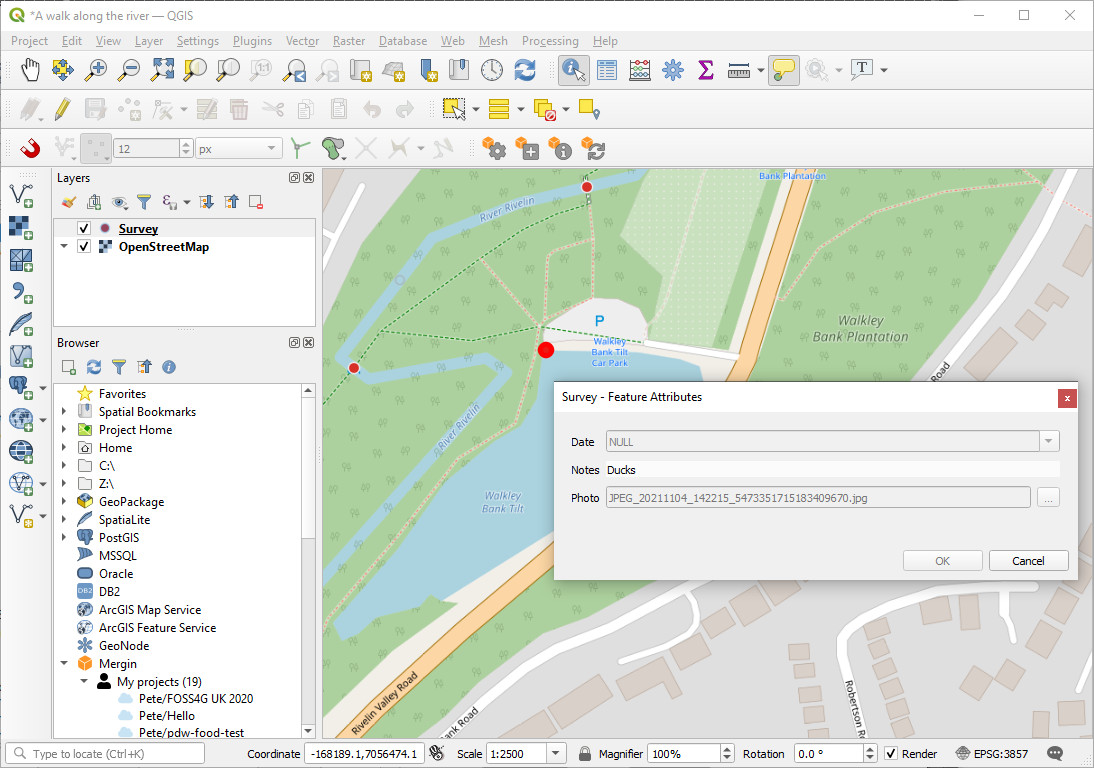 *A walk along the river — QGIS
Project Edit View Layer Settings Plugins Vector Raster Database Web Mesh Processing Help
12 px
Layers
Survey
OpenStreetMap
Browser
Favorites
Spatial Bookmarks
Project Home
Home
C:\
Z:\
GeoPackage
SpatiaLite
PostGIS
MSSQL
Oracle
DB2
DB2
ArcGIS Map Service
ArcGIS Feature Service
GeoNode
Mergin
My projects (19)
Pete/FOSS4G UK 2020
Pete/Hello
Pete/pdw-food-test
Bank Plantation
River Rivelin
P
Walkley
Bank Tilt
Car Park
Walkley
Bank Plantation
Road
River Rivelin
Walkley
Bank Tilt
Rivelin Valley Road
Bank Road
Robertson Road
Survey - Feature Attributes
x
Date NULL
Notes Ducks
Photo JPEG_20211104_142215_5473351715183409670.jpg ...
OK Cancel
Type to locate (Ctrl+K) Coordinate -168189.1,7056474.1 Scale 1:2500 Magnifier 100% Rotation 0.0 ° Render EPSG:3857